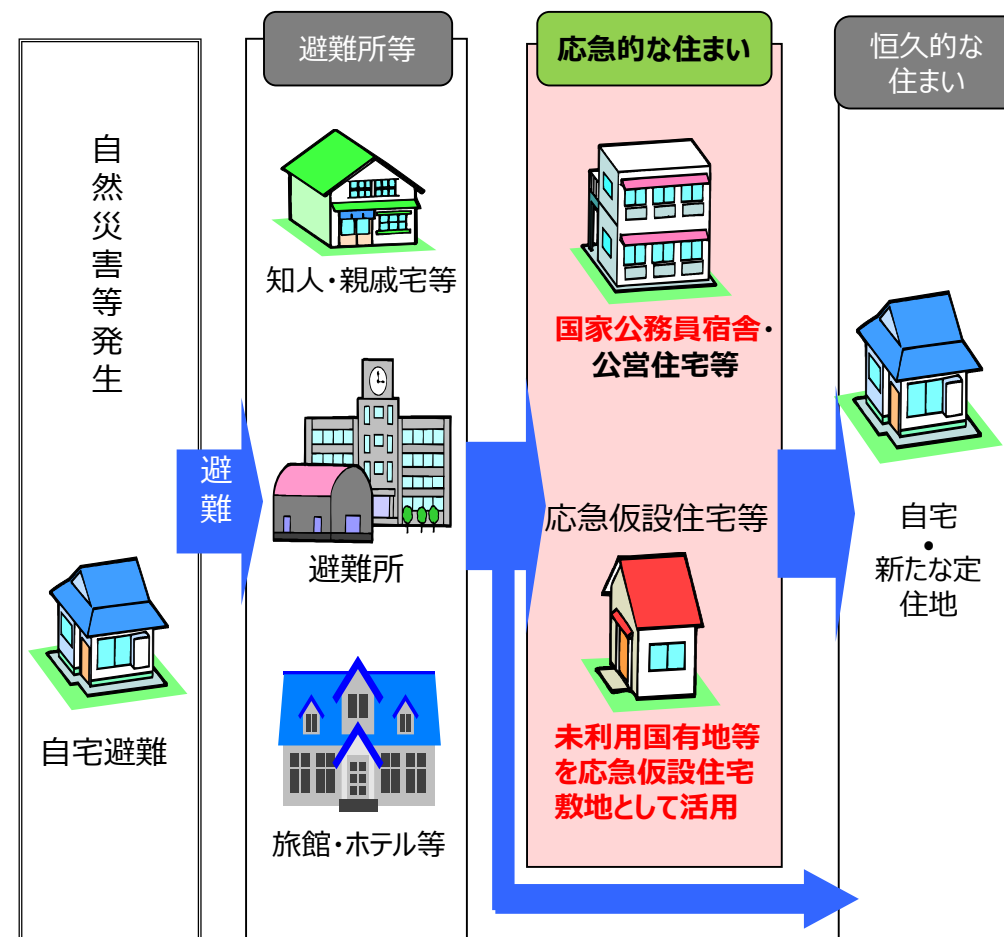 避難所等
応急的な住まい
恒久的な
住まい
自然災害等発生
自宅避難
避
難
知人・親戚宅等
避難所
旅館・ホテル等
国家公務員宿舎・
公営住宅等
応急仮設住宅等
未利用国有地等
を応急仮設住宅
敷地として活用
自宅
・
新たな定
住地